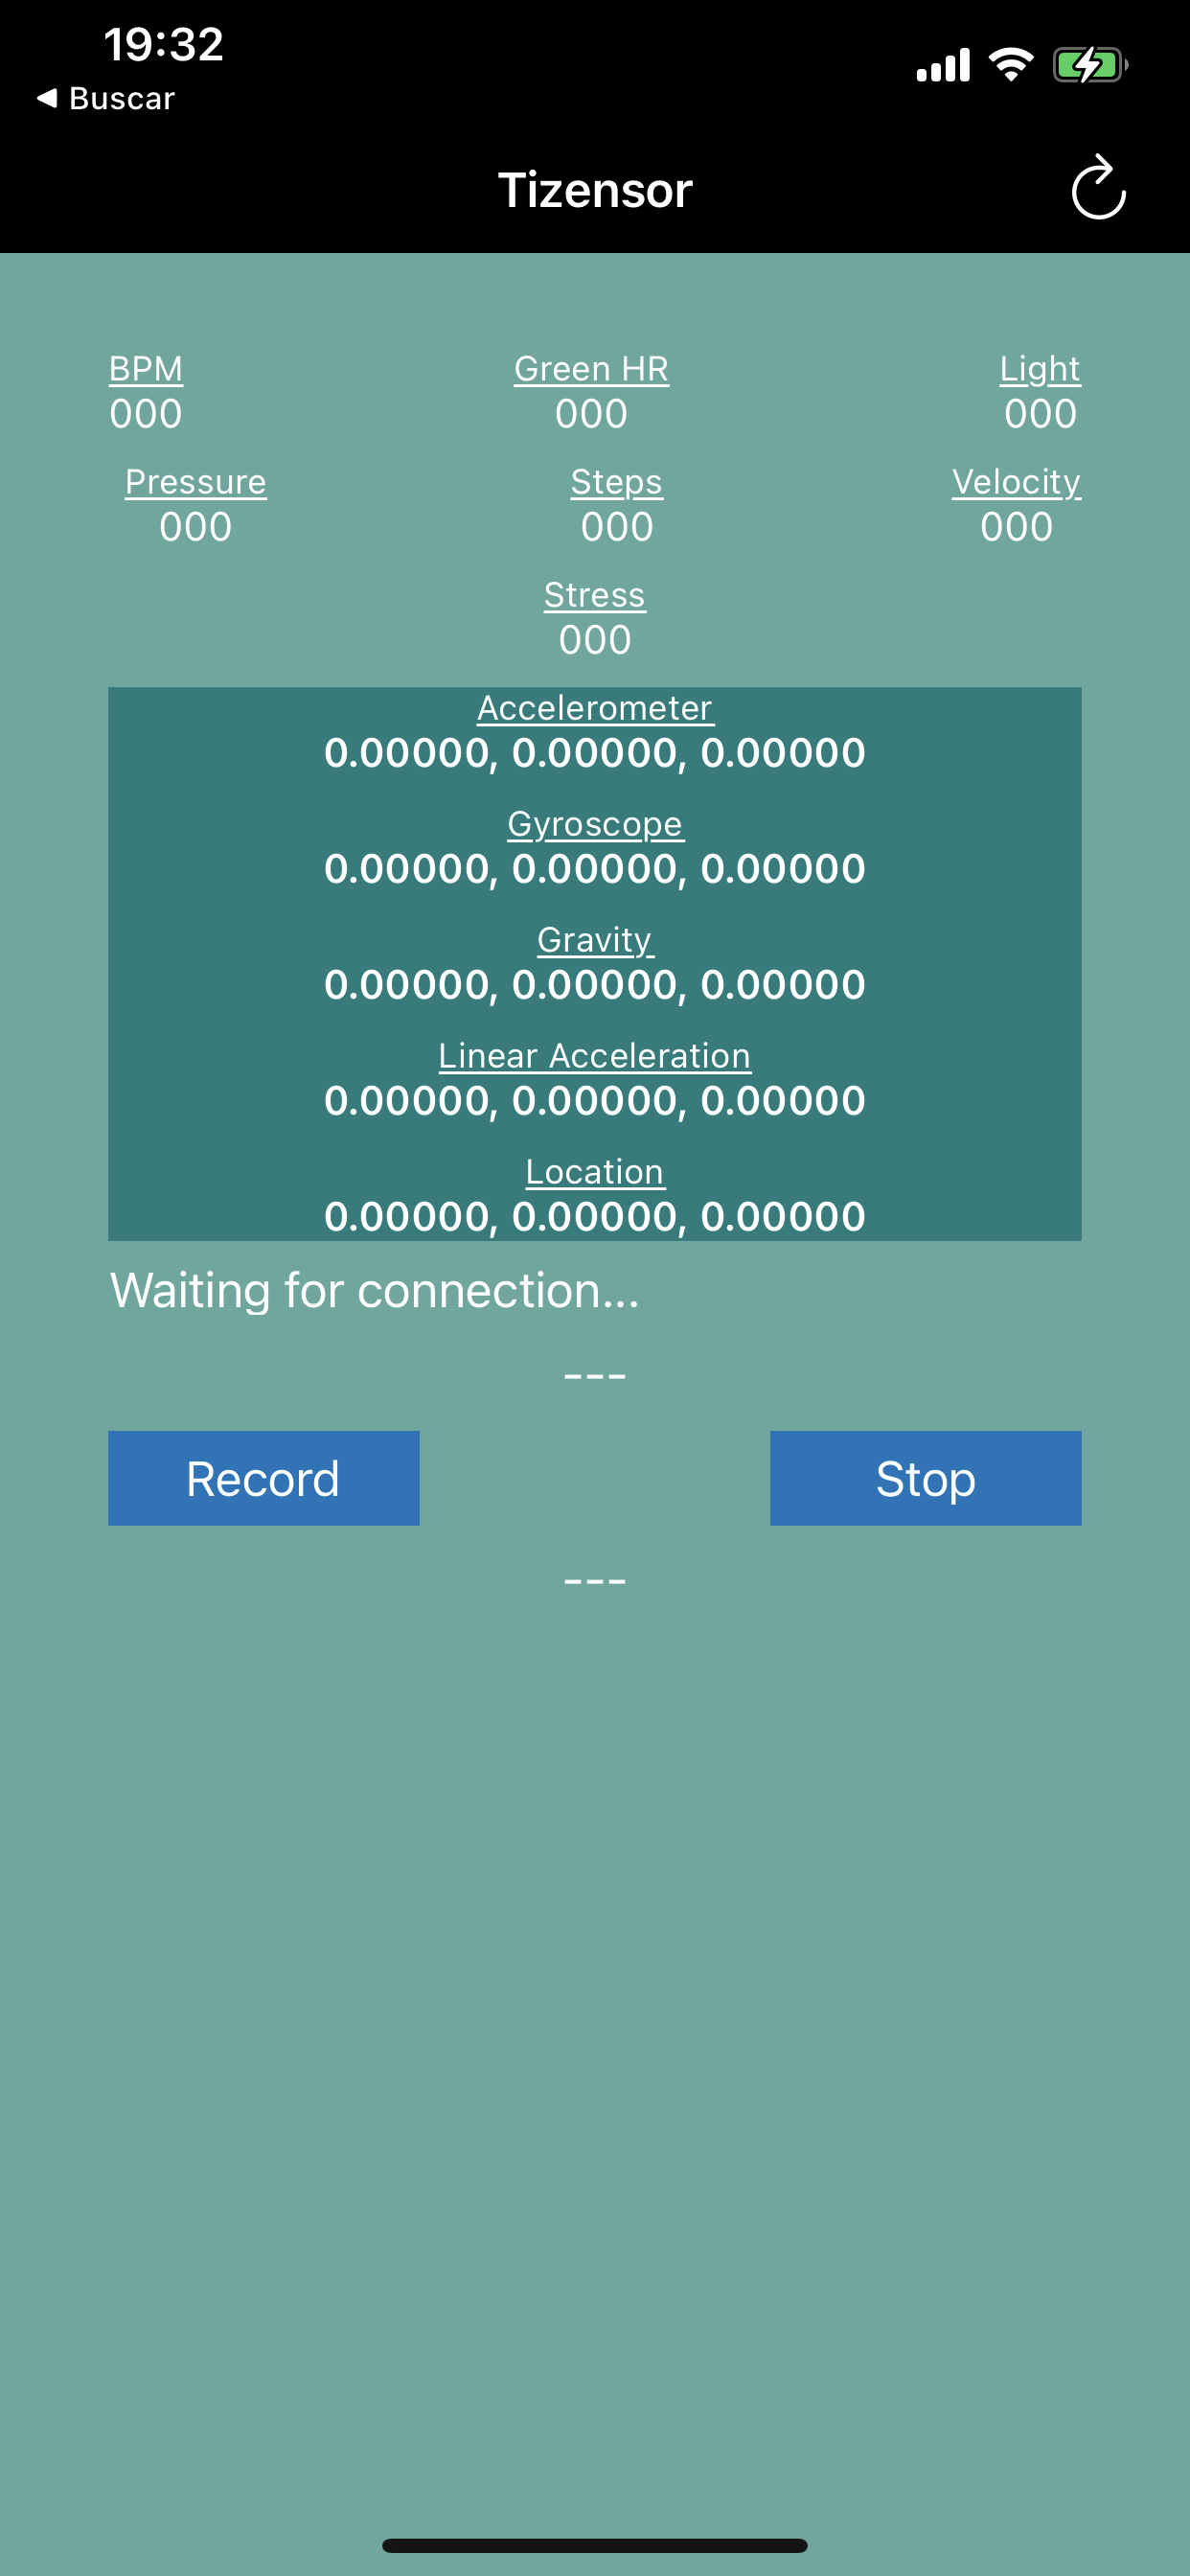 19:32
◀ Buscar
Tizensor
BPM Green HR Light
000 000 000
Pressure Steps Velocity
000 000 000
Stress
000
Accelerometer
0.00000, 0.00000, 0.00000
Gyroscope
0.00000, 0.00000, 0.00000
Gravity
0.00000, 0.00000, 0.00000
Linear Acceleration
0.00000, 0.00000, 0.00000
Location
0.00000, 0.00000, 0.00000
Waiting for connection...
---
Record Stop
---